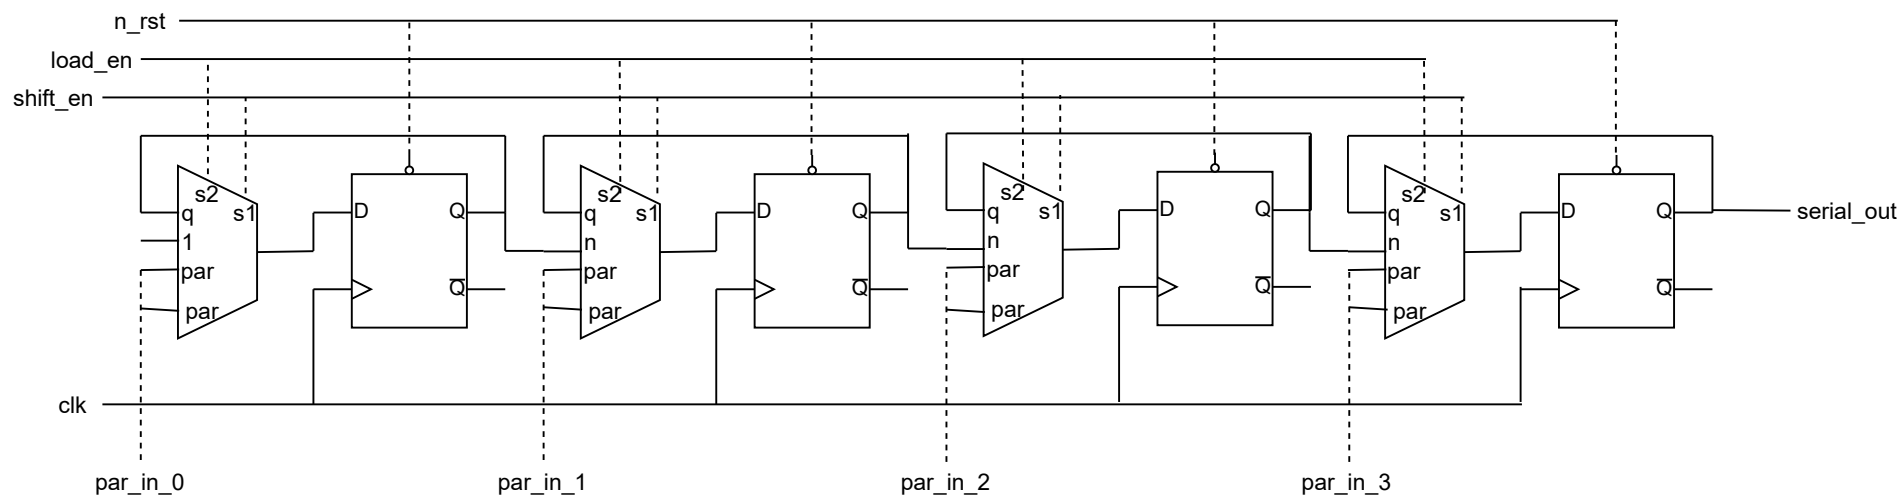 n_rst
load_en
shift_en
s2 s1 q 1 par par
D Q Q
s2 s1 q n par par
D Q Q
s2 s1 q n par par
D Q Q
s2 s1 q n par par
D Q Q
serial_out
clk
par_in_0 par_in_1 par_in_2 par_in_3